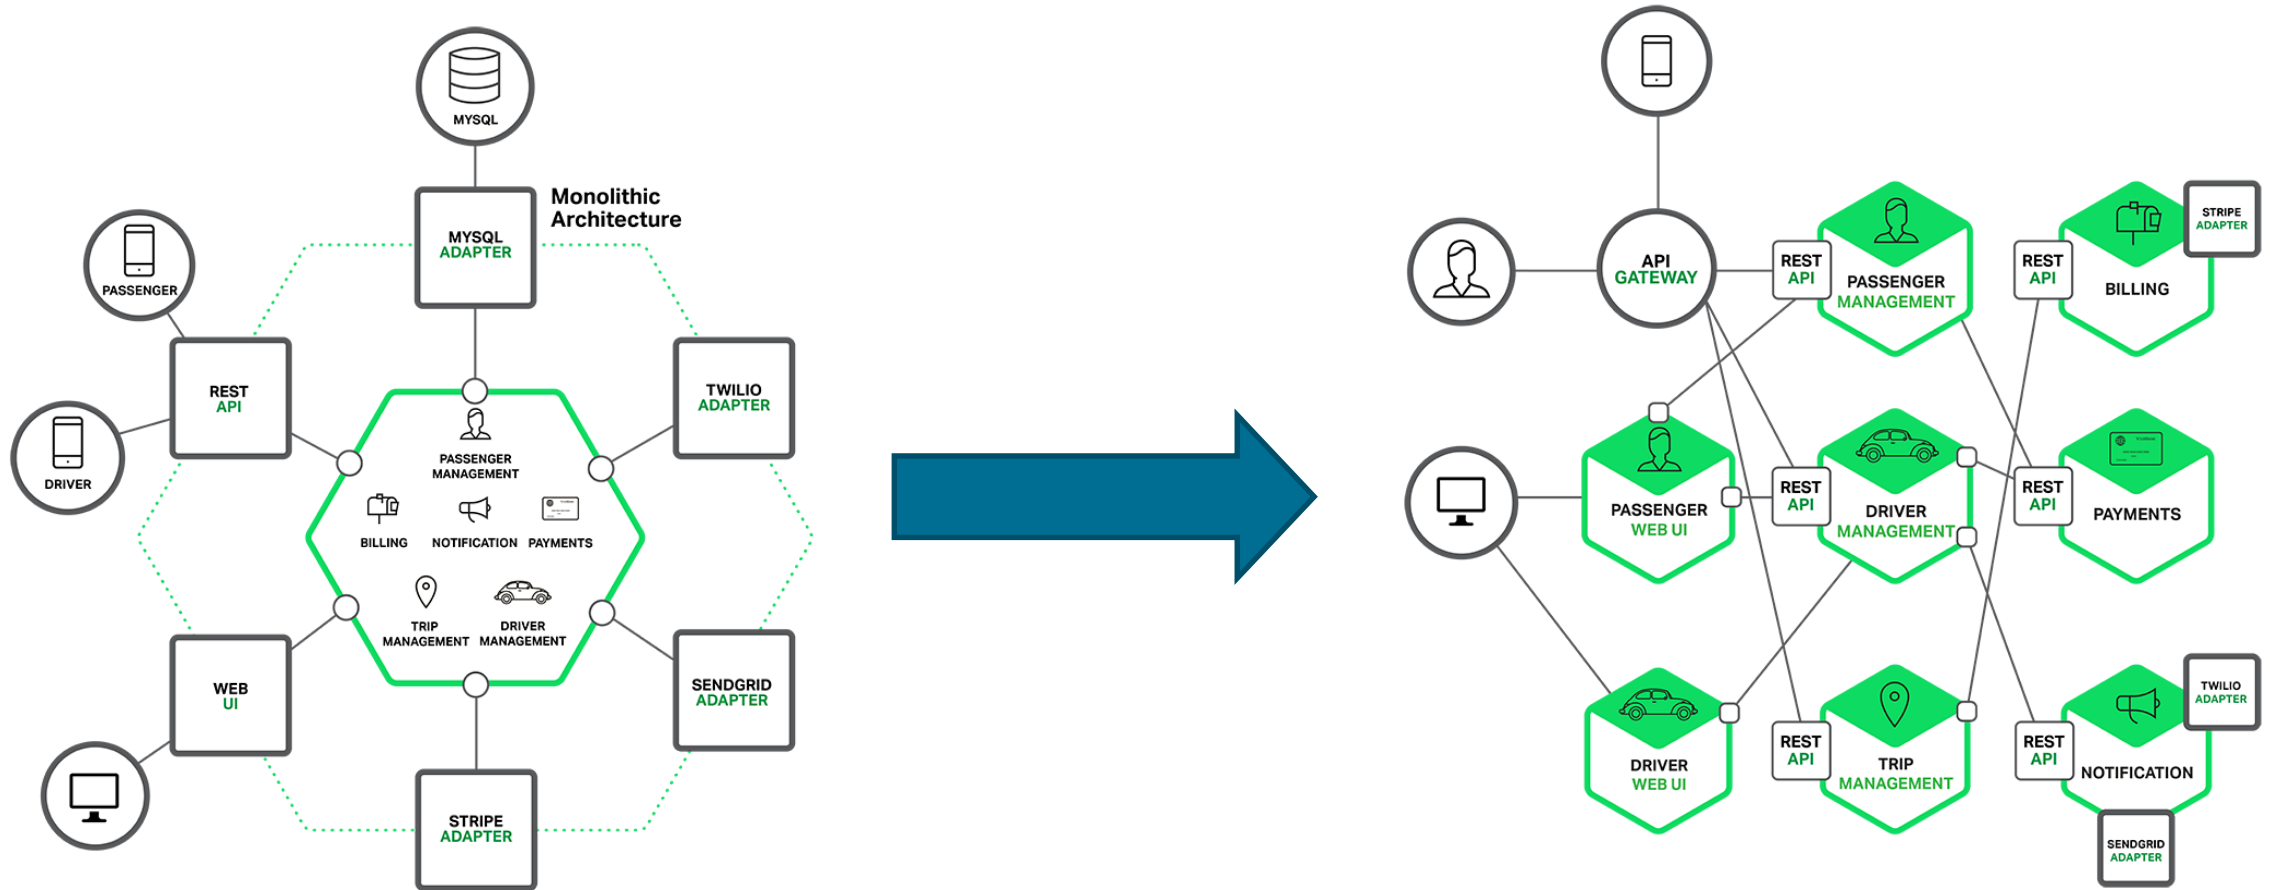 MYSQL
Monolithic
Architecture
MYSQL
ADAPTER
PASSENGER
REST
API
TWILIO
ADAPTER
DRIVER
PASSENGER
MANAGEMENT
BILLING
NOTIFICATION
PAYMENTS
TRIP
MANAGEMENT
DRIVER
MANAGEMENT
WEB
UI
SENDGRID
ADAPTER
STRIPE
ADAPTER
API
GATEWAY
REST
API
PASSENGER
MANAGEMENT
REST
API
BILLING
STRIPE
ADAPTER
PASSENGER
WEB UI
REST
API
DRIVER
MANAGEMENT
REST
API
PAYMENTS
DRIVER
WEB UI
REST
API
TRIP
MANAGEMENT
REST
API
NOTIFICATION
TWILIO
ADAPTER
SENDGRID
ADAPTER